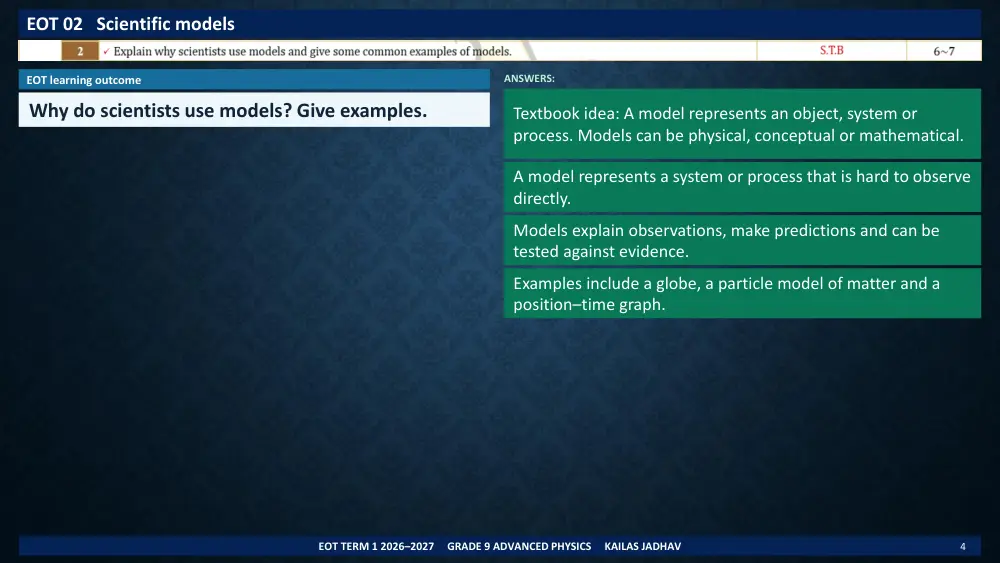 EOT 02 Scientific models
2 ✓ Explain why scientists use models and give some common examples of models. S.T.B 6~7
EOT learning outcome
Why do scientists use models? Give examples.
ANSWERS:
Textbook idea: A model represents an object, system or
process. Models can be physical, conceptual or mathematical.
A model represents a system or process that is hard to observe
directly.
Models explain observations, make predictions and can be
tested against evidence.
Examples include a globe, a particle model of matter and a
position–time graph.
EOT TERM 1 2026–2027 GRADE 9 ADVANCED PHYSICS KAILAS JADHAV 4